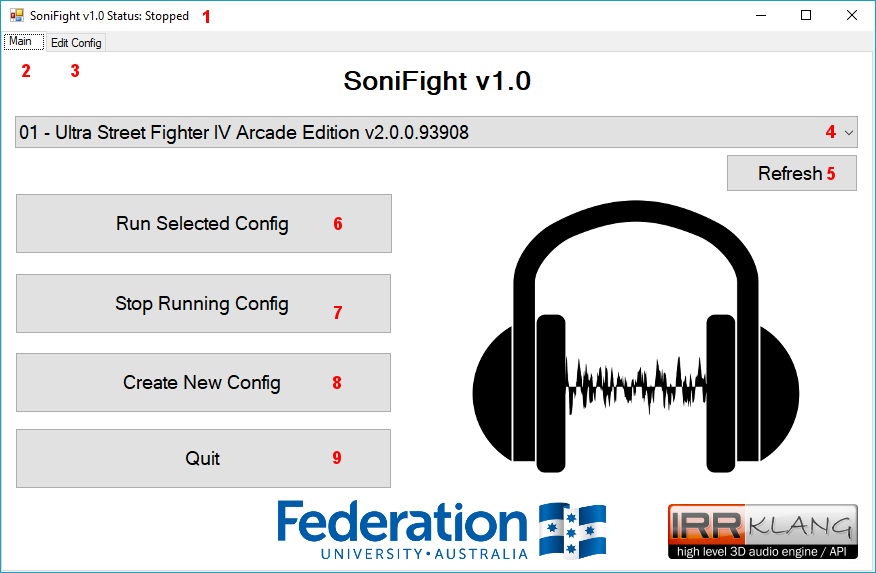 SoniFight v1.0 Status: Stopped 1
Main Edit Config
2 3
SoniFight v1.0
01 - Ultra Street Fighter IV Arcade Edition v2.0.0.93908 4
Refresh 5
Run Selected Config 6
Stop Running Config 7
Create New Config 8
Quit 9
Federation
UNIVERSITY • AUSTRALIA
IRRKLANG
high level 3D audio engine / API